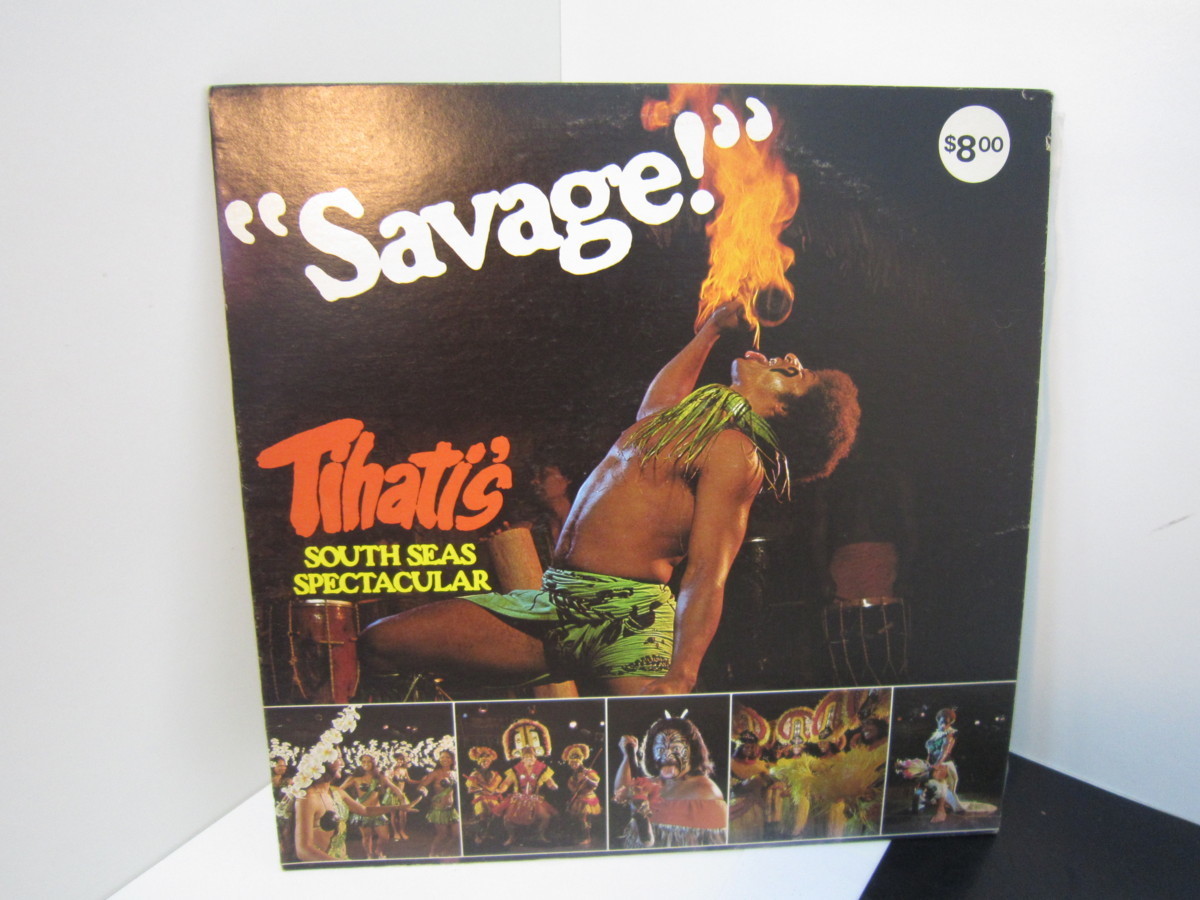 “Savage!”
$8.00
Tihati's
SOUTH SEAS
SPECTACULAR